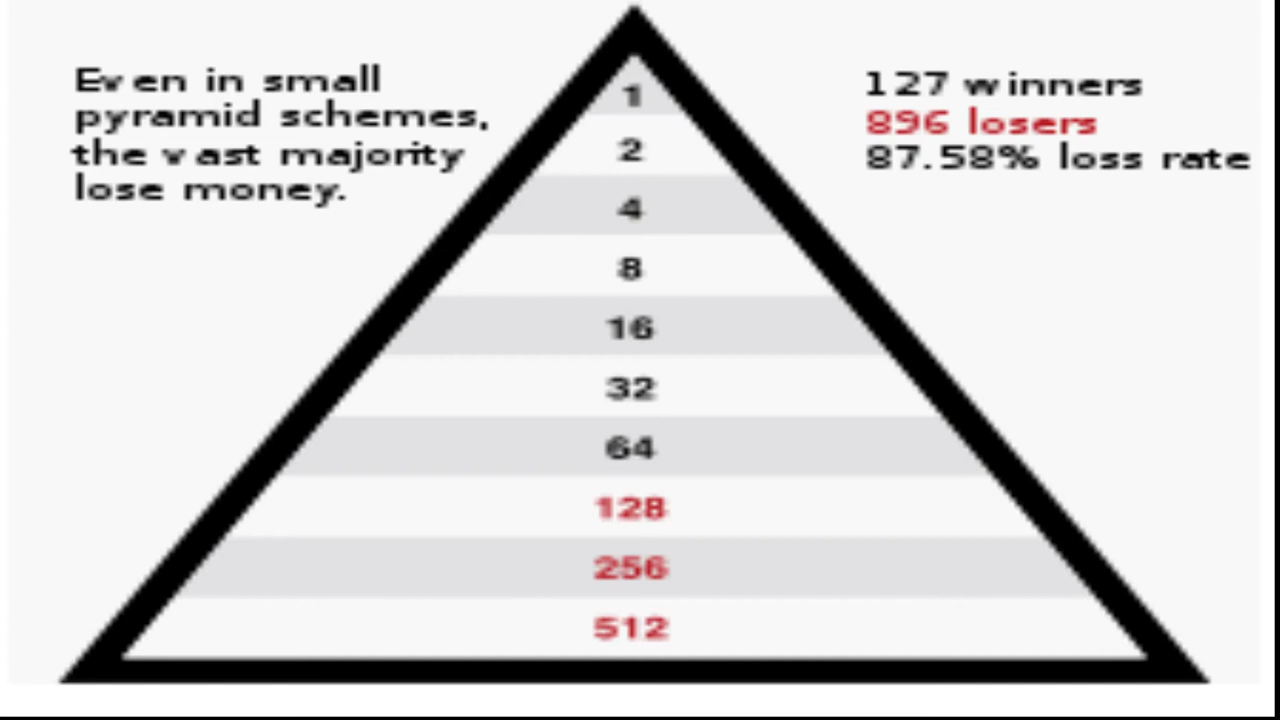 Even in small
pyramid schemes,
the vast majority
lose money.
127 winners
896 losers
87.58% loss rate
1
2
4
8
16
32
64
128
256
512